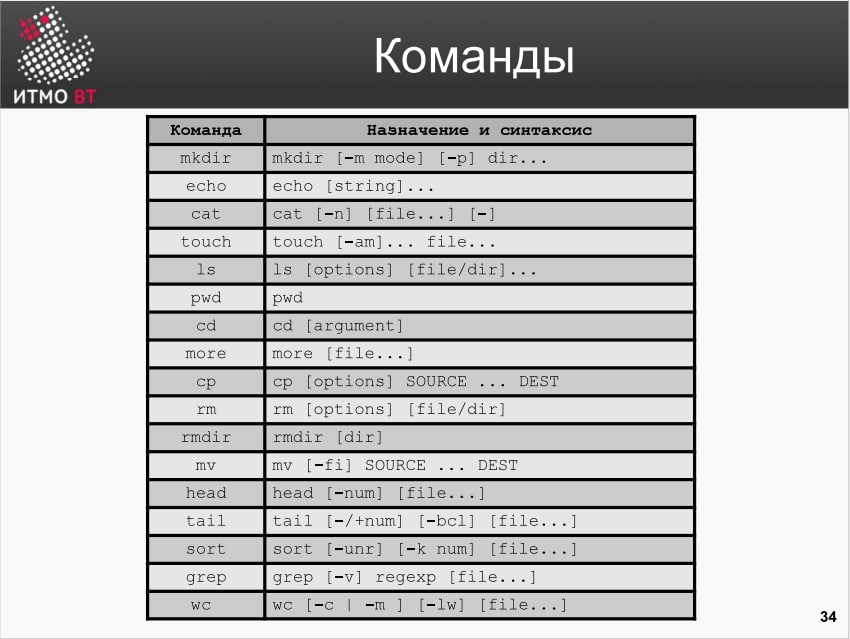 ИТМО ВТ
Команды
Команда Назначение и синтаксис
mkdir mkdir [-m mode] [-p] dir...
echo echo [string]...
cat cat [-n] [file...] [-]
touch touch [-am]... file...
ls ls [options] [file/dir]...
pwd pwd
cd cd [argument]
more more [file...]
cp cp [options] SOURCE ... DEST
rm rm [options] [file/dir]
rmdir rmdir [dir]
mv mv [-fi] SOURCE ... DEST
head head [-num] [file...]
tail tail [-/+num] [-bcl] [file...]
sort sort [-unr] [-k num] [file...]
grep grep [-v] regexp [file...]
wc wc [-c | -m ] [-lw] [file...]
34